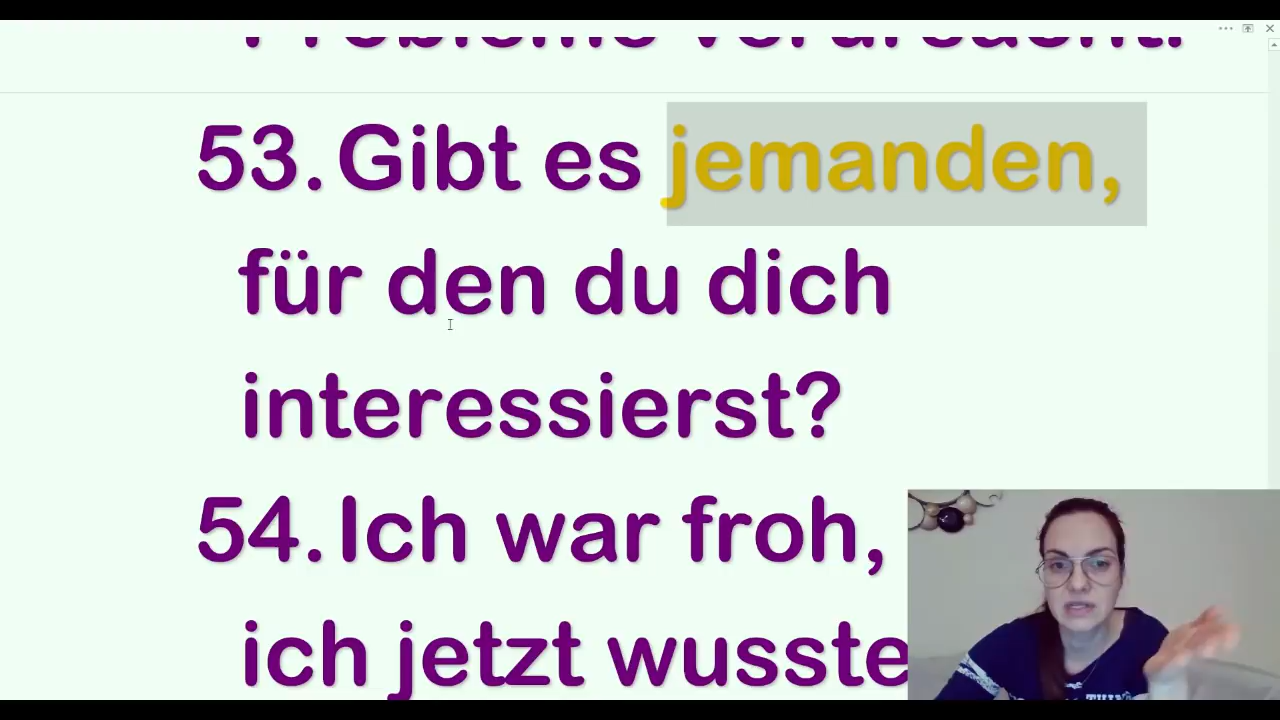 53. Gibt es jemanden,
für den du dich
interessierst?
54. Ich war froh,
ich jetzt wusste